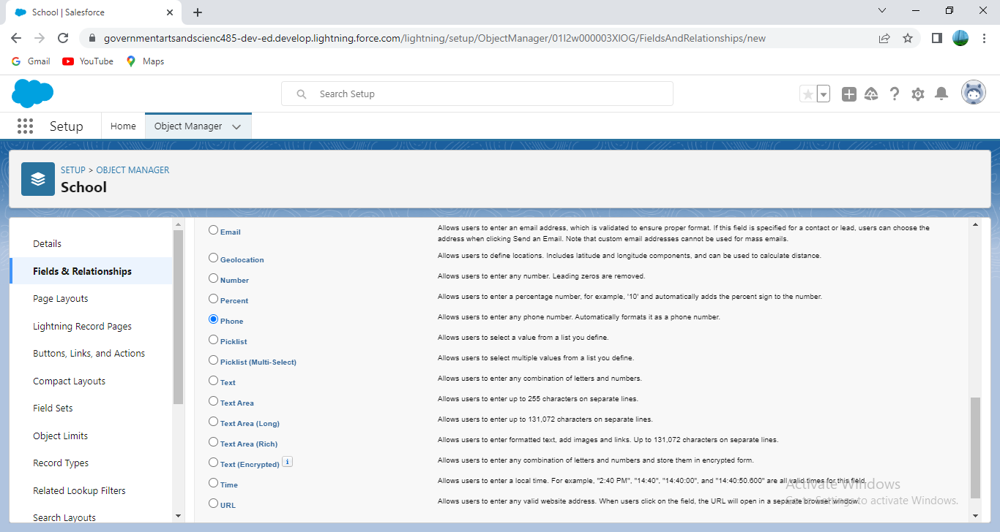 School | Salesforce
governmentartsandscienc485-dev-ed.develop.lightning.force.com/lightning/setup/ObjectManager/01I2w000003XlOG/FieldsAndRelationships/new
Gmail YouTube Maps
Search Setup
Setup Home Object Manager
SETUP > OBJECT MANAGER
School
Details
Fields & Relationships
Page Layouts
Lightning Record Pages
Buttons, Links, and Actions
Compact Layouts
Field Sets
Object Limits
Record Types
Related Lookup Filters
Search Layouts
Email Allows users to enter an email address, which is validated to ensure proper format. If this field is specified for a contact or lead, users can choose the
address when clicking Send an Email. Note that custom email addresses cannot be used for mass emails.
Geolocation Allows users to define locations. Includes latitude and longitude components, and can be used to calculate distance.
Number Allows users to enter any number. Leading zeros are removed.
Percent Allows users to enter a percentage number, for example, '10' and automatically adds the percent sign to the number.
Phone Allows users to enter any phone number. Automatically formats it as a phone number.
Picklist Allows users to select a value from a list you define.
Picklist (Multi-Select) Allows users to select multiple values from a list you define.
Text Allows users to enter any combination of letters and numbers.
Text Area Allows users to enter up to 255 characters on separate lines.
Text Area (Long) Allows users to enter up to 131,072 characters on separate lines.
Text Area (Rich) Allows users to enter formatted text, add images and links. Up to 131,072 characters on separate lines.
Text (Encrypted) i Allows users to enter any combination of letters and numbers and store them in encrypted form.
Time Allows users to enter a local time. For example, "2:40 PM", "14:40", "14:40:00", and "14:40:50.600" are all valid times for this field.
URL Allows users to enter any valid website address. When users click on the field, the URL will open in a separate browser window.
Activate Windows
Go to Settings to activate Windows.